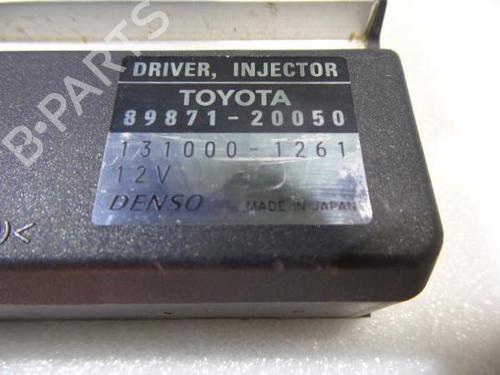 B-PARTS
DRIVER, INJECTOR
TOYOTA
89871-20050
131000-1261
12V
DENSO MADE IN JAPAN